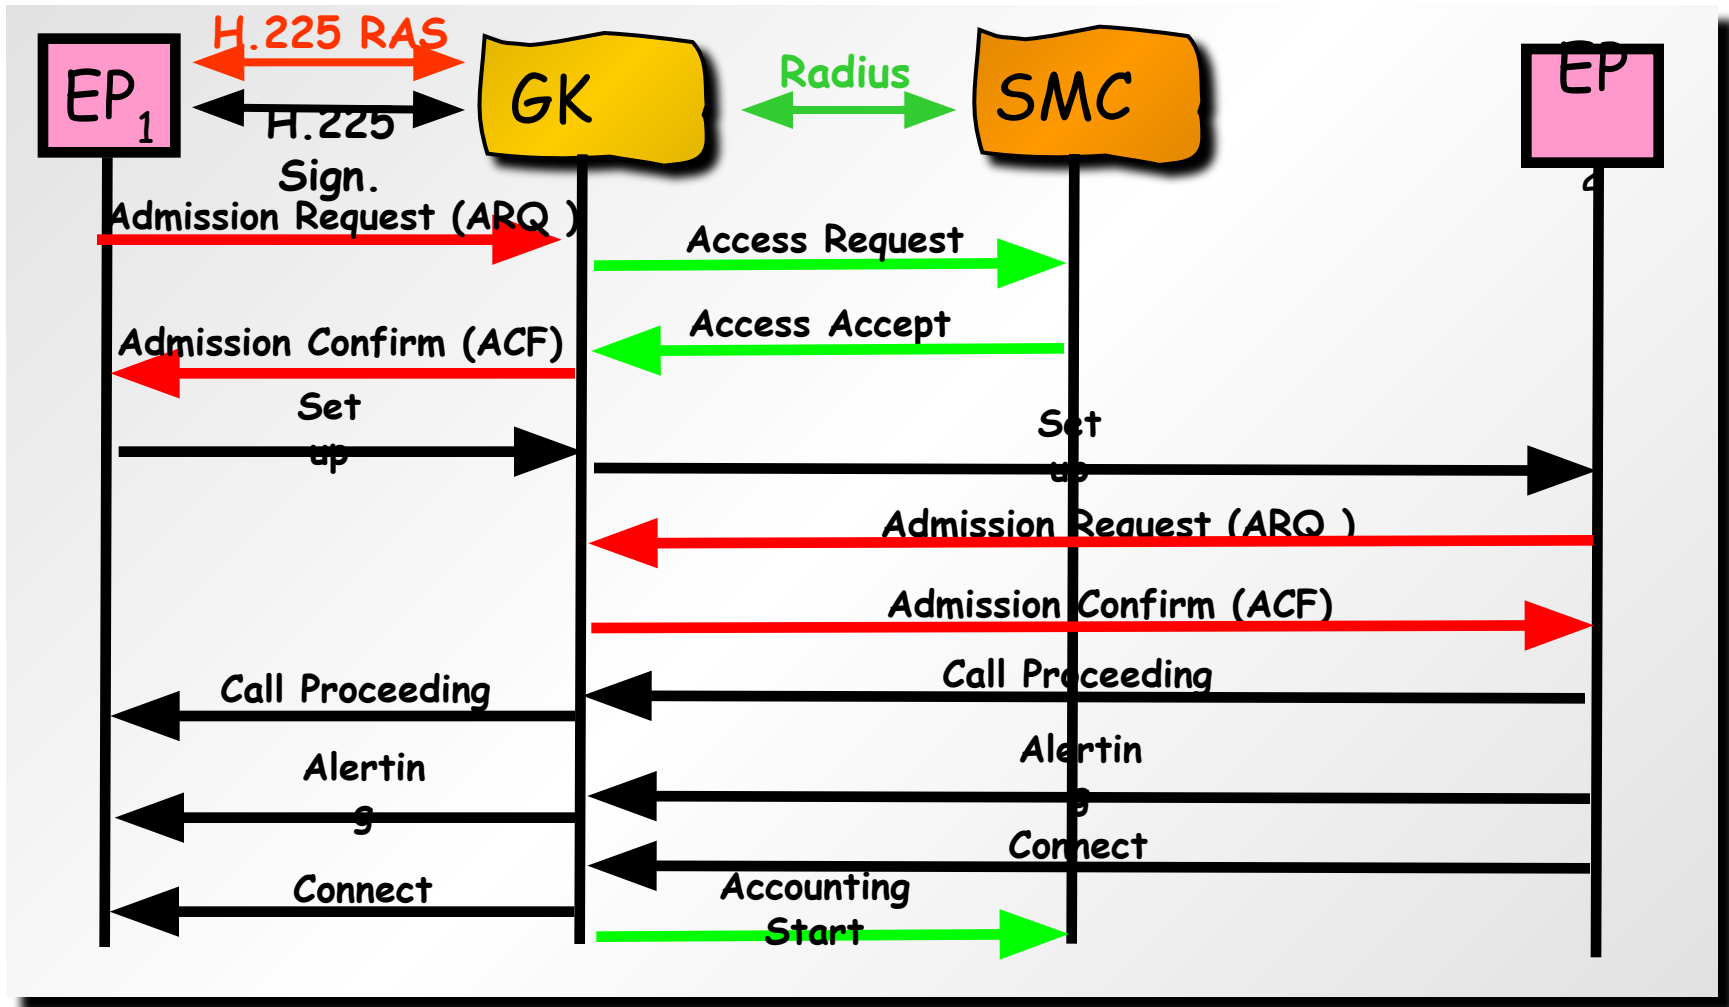 H.225 RAS
EP
1
H.225
Sign.
GK
Radius
SMC
EP
2
Admission Request (ARQ )
Access Request
Access Accept
Admission Confirm (ACF)
Set
up
Set
up
Admission Request (ARQ )
Admission Confirm (ACF)
Call Proceeding
Call Proceeding
Alertin
g
Alertin
g
Connect
Connect
Accounting
Start